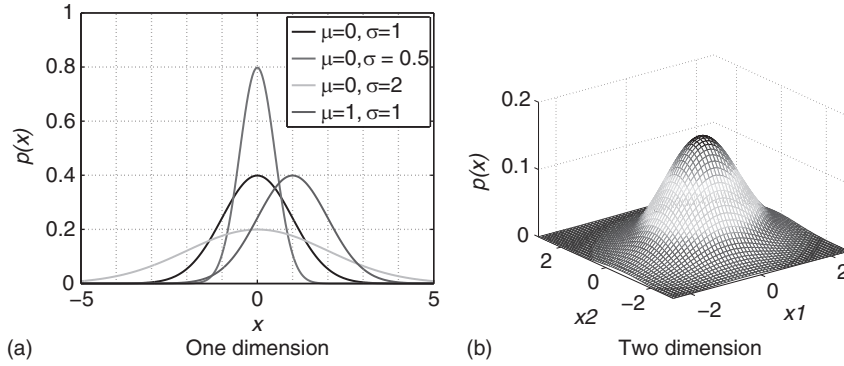 1
0.8
0.6
0.4
0.2
0
−5
0
5
p(x)
x
μ=0, σ=1
μ=0,σ = 0.5
μ=0, σ=2
μ=1, σ=1
(a) One dimension
0.2
0.1
0
p(x)
2
0
−2
x2
−2
0
2
x1
(b) Two dimension